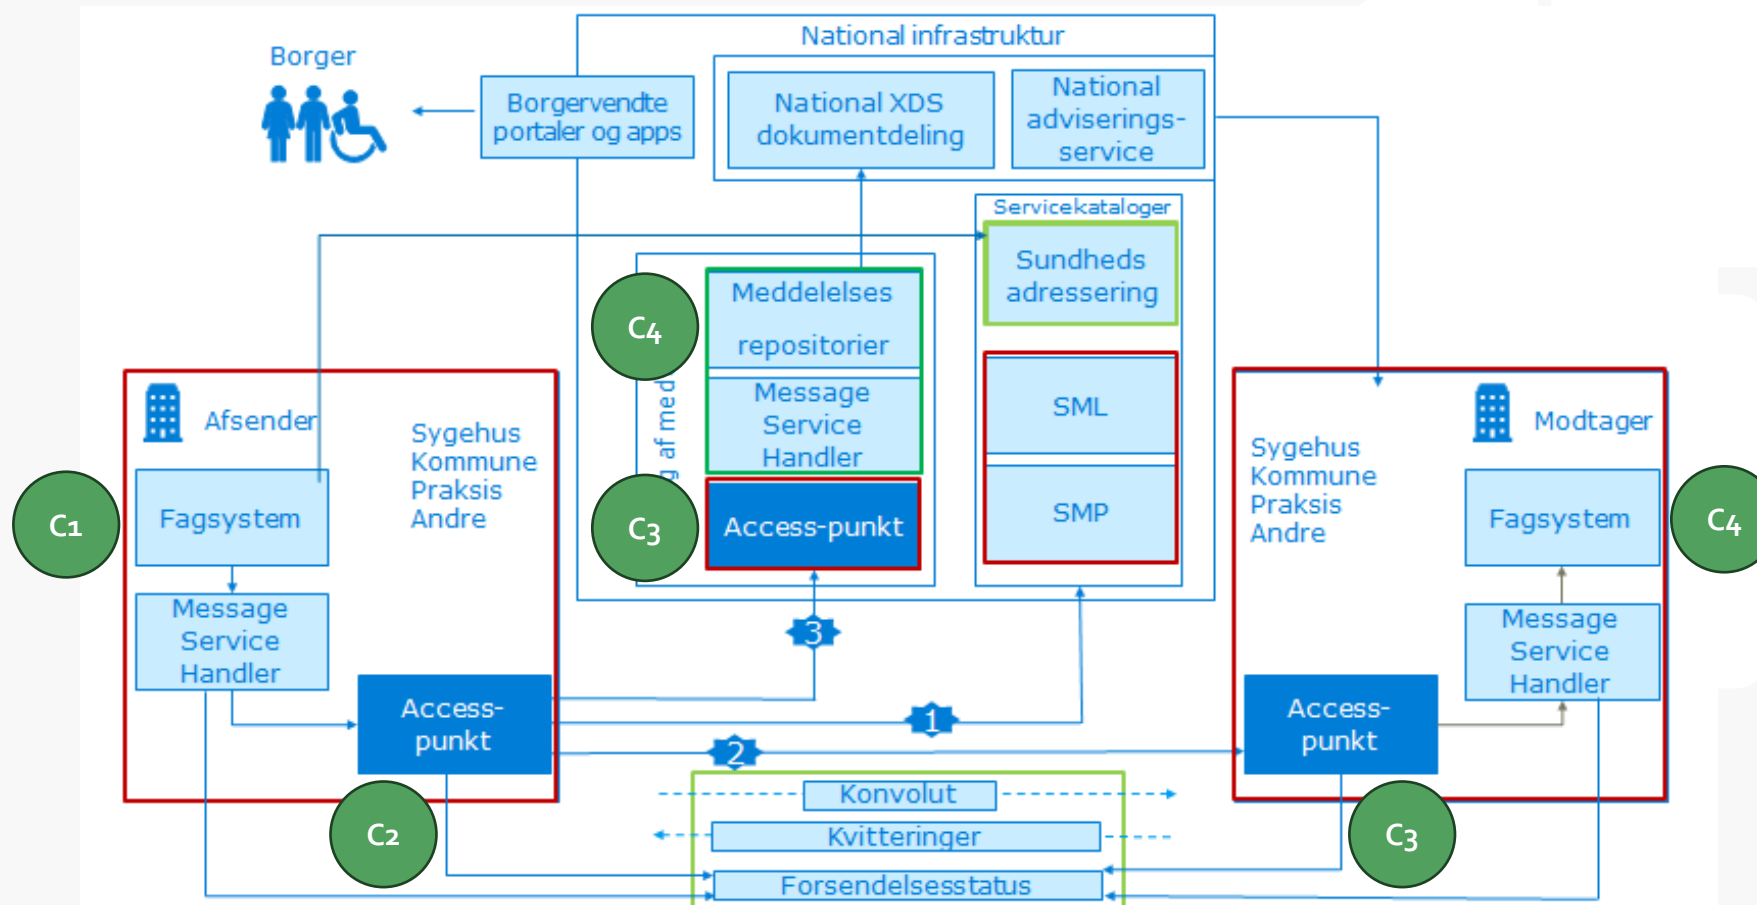 National infrastruktur
Borger
Borgervendte
portaler og apps
National XDS
dokumentdeling
National
adviserings-
service
Servicekataloger
Sundheds
adressering
SML
SMP
C4
Meddelelses
repositorier
Message
Service
Handler
C3
Access-punkt
g af med
Afsender
Sygehus
Kommune
Praksis
Andre
C1
Fagsystem
Message
Service
Handler
Access-
punkt
C2
Modtager
Sygehus
Kommune
Praksis
Andre
Fagsystem
C4
Message
Service
Handler
Access-
punkt
C3
3
1
2
Konvolut
Kvitteringer
Forsendelsesstatus